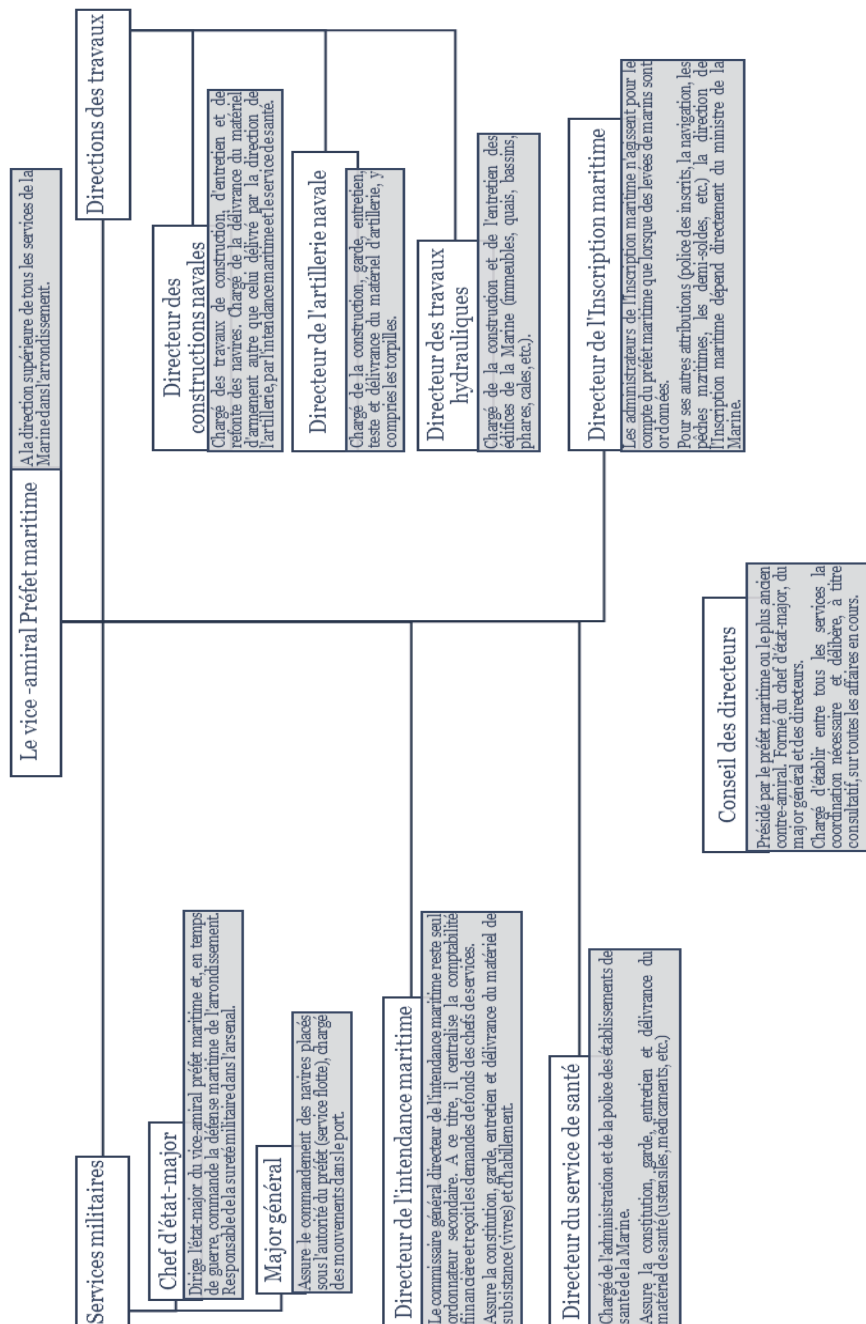 Le vice -amiral Préfet maritime
A la direction supérieure de tous les services de la
Marine dans l'arrondissement.
Services militaires
Chef d'état-major
Dirige l'état-major du vice-amiral préfet maritime et, en temps
de guerre, commande la défense maritime de l'arrondissement.
Responsable de la sureté militaire dans l'arsenal.
Major général
Assure le commandement des navires placés
sous l'autorité du préfet (service flotte), chargé
des mouvements dans le port.
Directions des travaux
Directeur des
constructions navales
Chargé des travaux de construction, d'entretien et de
refonte des navires. Chargé de la délivrance du matériel
d'armement autre que celui délivré par la direction de
l'artillerie, par l'intendance maritime et le service de santé.
Directeur de l'artillerie navale
Chargé de la construction, garde, entretien,
teste et délivrance du matériel d'artillerie, y
compries les torpilles.
Directeur des travaux
hydrauliques
Chargé de la construction et de l'entretien des
édifices de la Marine (immeubles, quais, bassins,
phares, cales, etc.).
Directeur de l'intendance maritime
Le commissaire général directeur de l'intendance maritime reste seul
ordonnateur secondaire. A ce titre, il centralise la comptabilité
fiinancière et reçoit les demandes de fonds des chefs de services.
Assure la constitution, garde, entretien et délivrance du matériel de
subsistance (vivres) et d'habillement.
Directeur du service de santé
Chargé de l'administration et de la police des établissements de
santé de la Marine.
Assure la constitution, garde, entretien et délivrance du
matériel de santé (ustensiles, médicaments, etc.)
Directeur de l'Inscription maritime
Les administrateurs de l'Inscription maritime n'agissent pour le
compte du préfet maritime que lorsque des levées de marins sont
ordonnées.
Pour ses autres attributions (police des inscrits, la navigation, les
pêches maritimes, les demi-soldes, etc.) la direction de
l'Inscription maritime dépend directement du ministre de la
Marine.
Conseil des directeurs
Présidé par le préfet maritime ou le plus ancien
contre-amiral. Formé du chef d'état-major, du
major général et des directeurs.
Chargé d'établir entre tous les services la
coordination nécessaire et délibère, à titre
consultatif, sur toutes les affaires en cours.